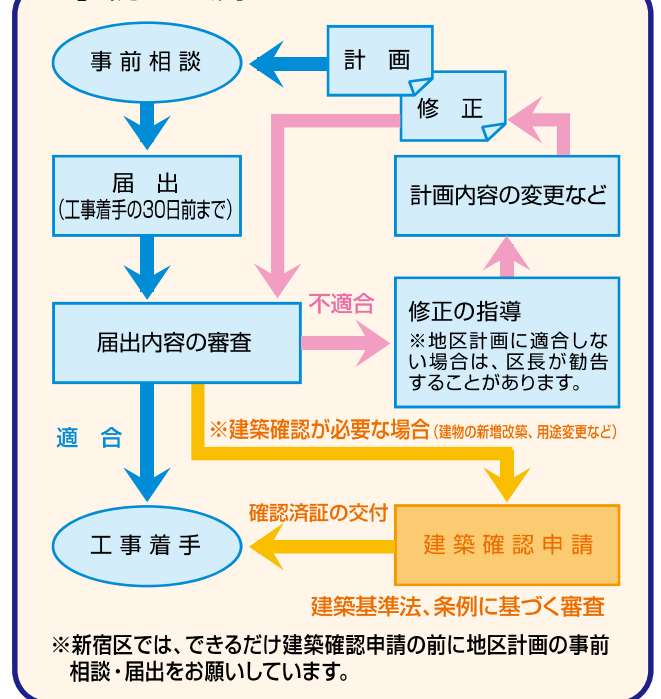 事前相談
計　画
修　正
届　出
（工事着手の30日前まで）
計画内容の変更など
不適合
届出内容の審査
修正の指導
※地区計画に適合しな
い場合は、区長が勧告
することがあります。
適　合
※建築確認が必要な場合（建物の新増改築、用途変更など）
確認済証の交付
工事着手
建築確認申請
建築基準法、条例に基づく審査
※新宿区では、できるだけ建築確認申請の前に地区計画の事前
相談・届出をお願いしています。